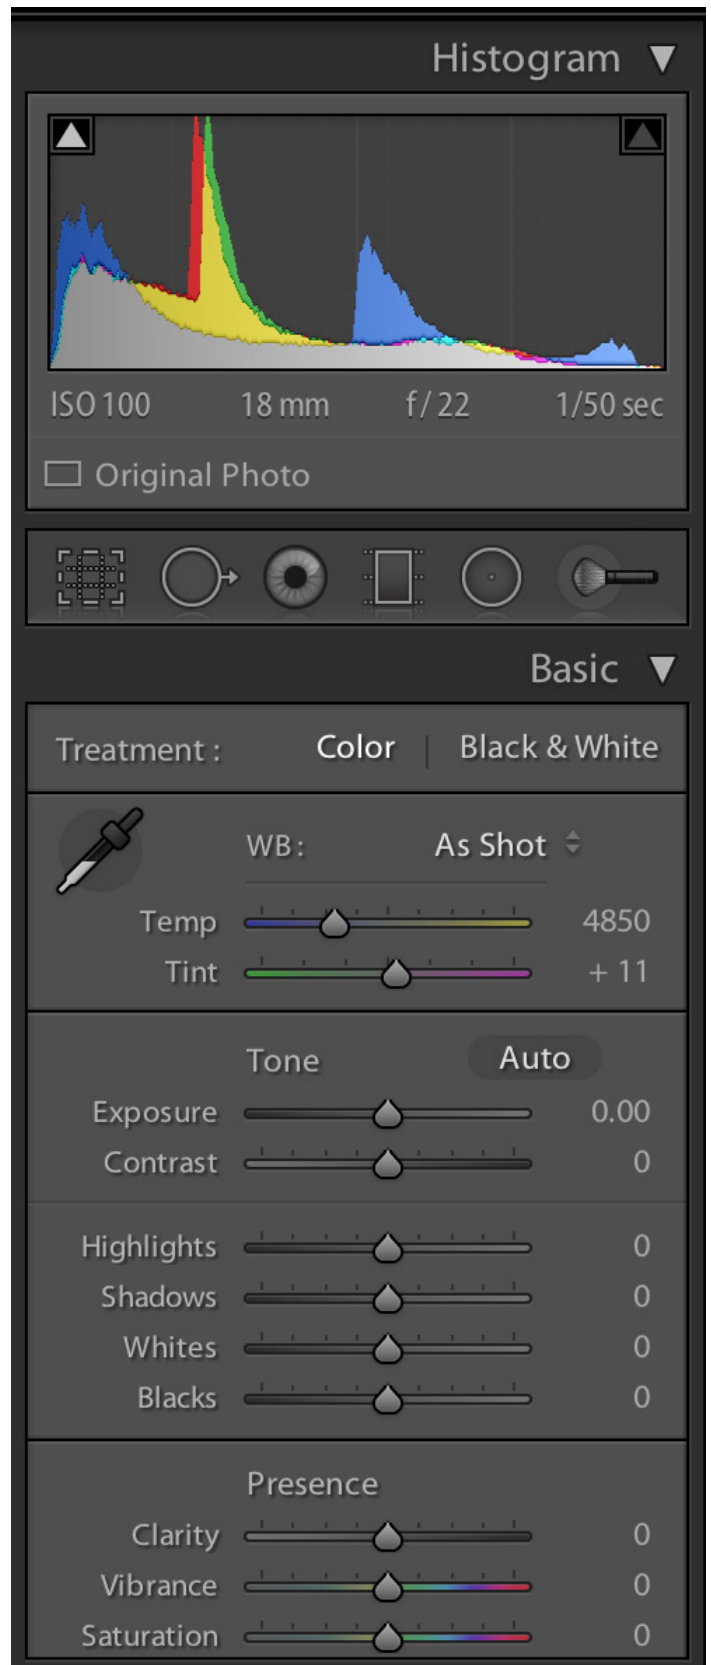 Histogram
ISO 100 18 mm f / 22 1/50 sec
Original Photo
Basic
Treatment : Color | Black & White
WB : As Shot
Temp 4850
Tint + 11
Tone Auto
Exposure 0.00
Contrast 0
Highlights 0
Shadows 0
Whites 0
Blacks 0
Presence
Clarity 0
Vibrance 0
Saturation 0